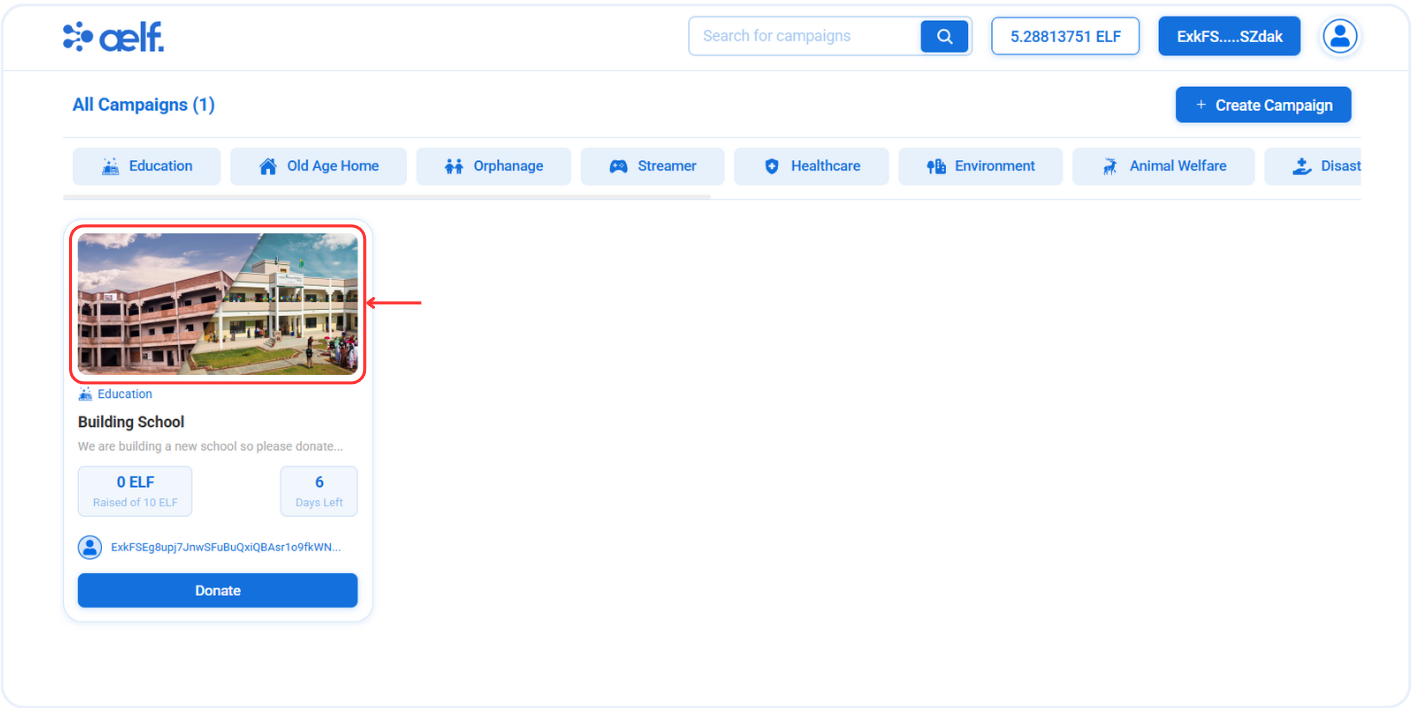 aelf.
Search for campaigns
5.28813751 ELF
ExkFS.....SZdak
All Campaigns (1)
+ Create Campaign
Education
Old Age Home
Orphanage
Streamer
Healthcare
Environment
Animal Welfare
Disast
Education
Building School
We are building a new school so please donate...
0 ELF
Raised of 10 ELF
6
Days Left
ExkFSEg8upj7JnwSFuBuQxiQBAsr1o9fkWN...
Donate